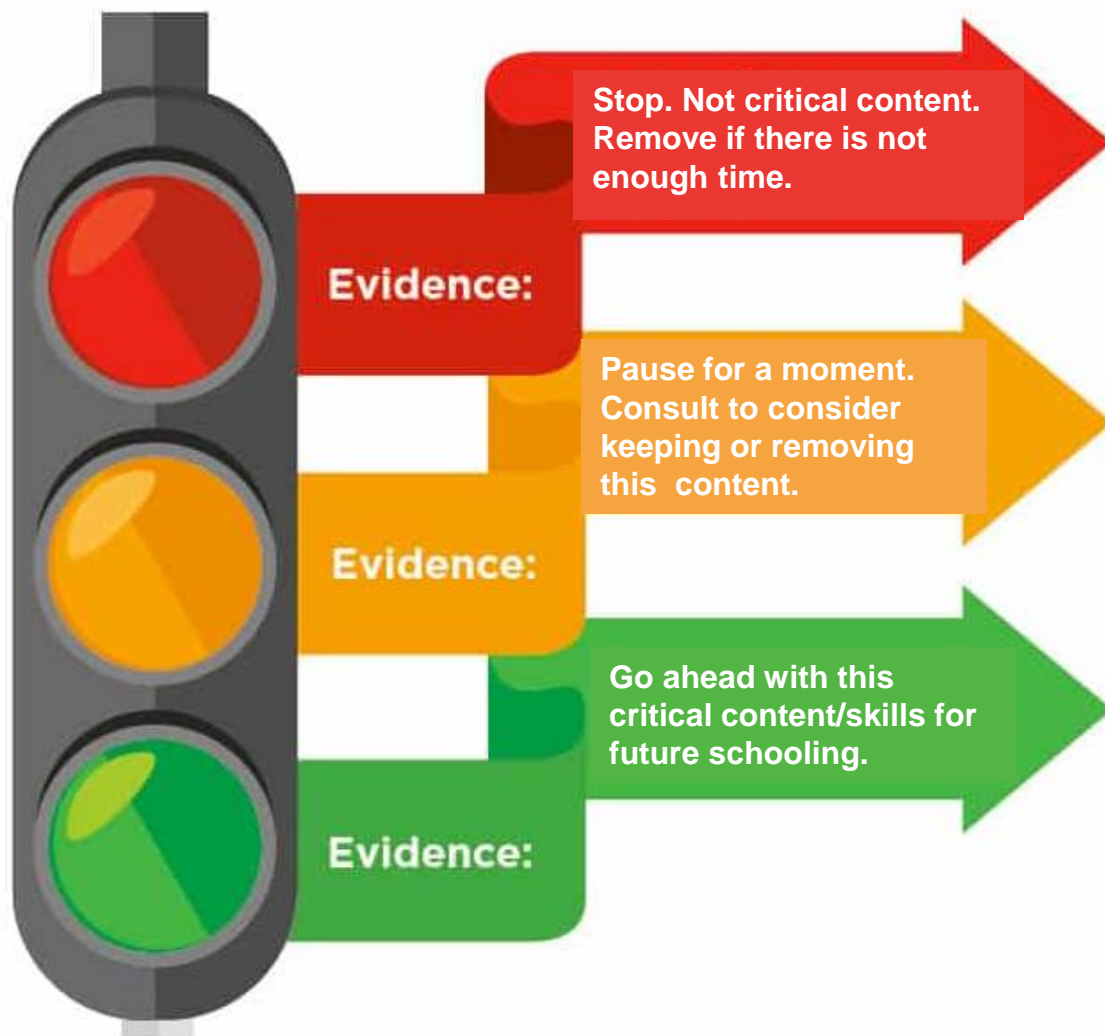 Stop. Not critical content.
Remove if there is not
enough time.
Evidence:
Pause for a moment.
Consult to consider
keeping or removing
this  content.
Evidence:
Go ahead with this
critical content/skills for
future schooling.
Evidence: